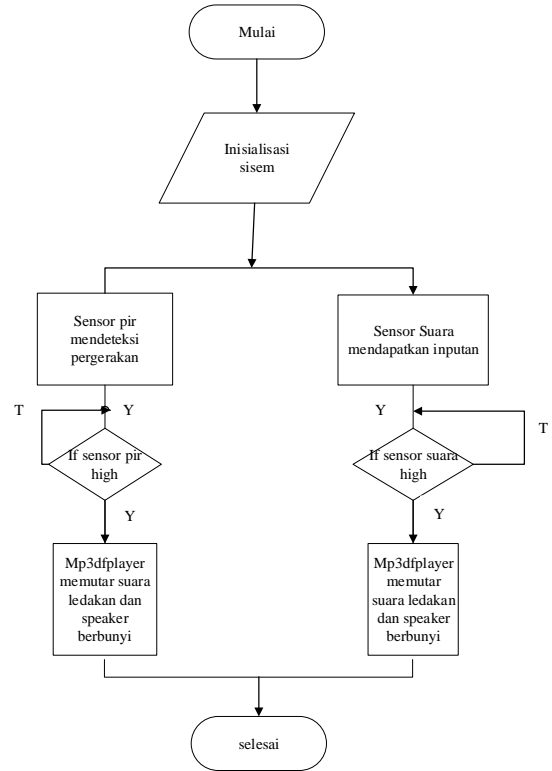 Mulai
Inisialisasi
sisem
Sensor pir
mendeteksi
pergerakan
Sensor Suara
mendapatkan inputan
T
Y
Y
T
If sensor pir
high
If sensor suara
high
Y
Y
Mp3dfplayer
memutar suara
ledakan dan
speaker
berbunyi
Mp3dfplayer
memutar
suara ledakan
dan speaker
berbunyi
selesai